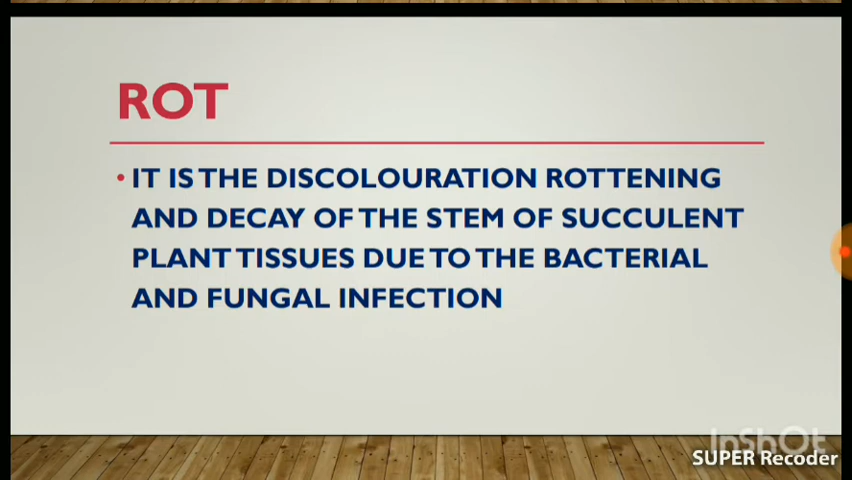 ROT
• IT IS THE DISCOLOURATION ROTTENING
AND DECAY OF THE STEM OF SUCCULENT
PLANT TISSUES DUE TO THE BACTERIAL
AND FUNGAL INFECTION
InShOt
SUPER Recoder